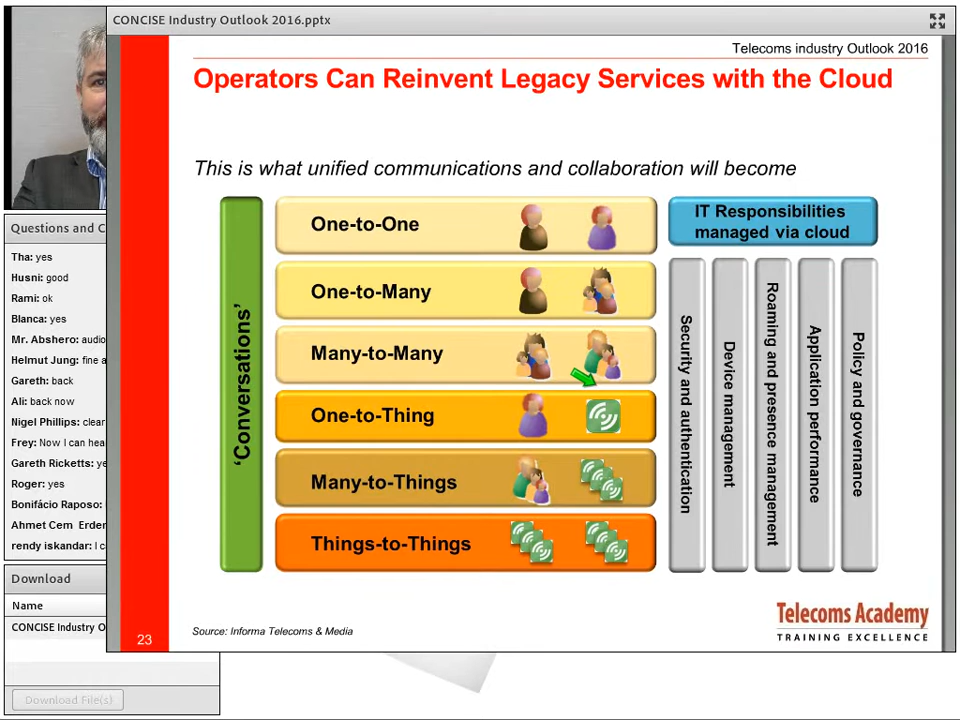 CONCISE Industry Outlook 2016.pptx
Telecoms industry Outlook 2016
Operators Can Reinvent Legacy Services with the Cloud
This is what unified communications and collaboration will become
'Conversations'
One-to-One
One-to-Many
Many-to-Many
One-to-Thing
Many-to-Things
Things-to-Things
IT Responsibilities
managed via cloud
Security and authentication
Device management
Roaming and presence management
Application performance
Policy and governance
23
Source: Informa Telecoms & Media
Telecoms Academy
TRAINING EXCELLENCE
Questions and C
Tha: yes
Husni: good
Rami: ok
Blanca: yes
Mr. Abshero: audio
Helmut Jung: fine a
Gareth: back
Ali: back now
Nigel Phillips: clear
Frey: Now I can hea
Gareth Ricketts: ye
Roger: yes
Bonifácio Raposo:
Ahmet Cem Erder
rendy iskandar: I ca
Download
Name
CONCISE Industry O
Download File(s)